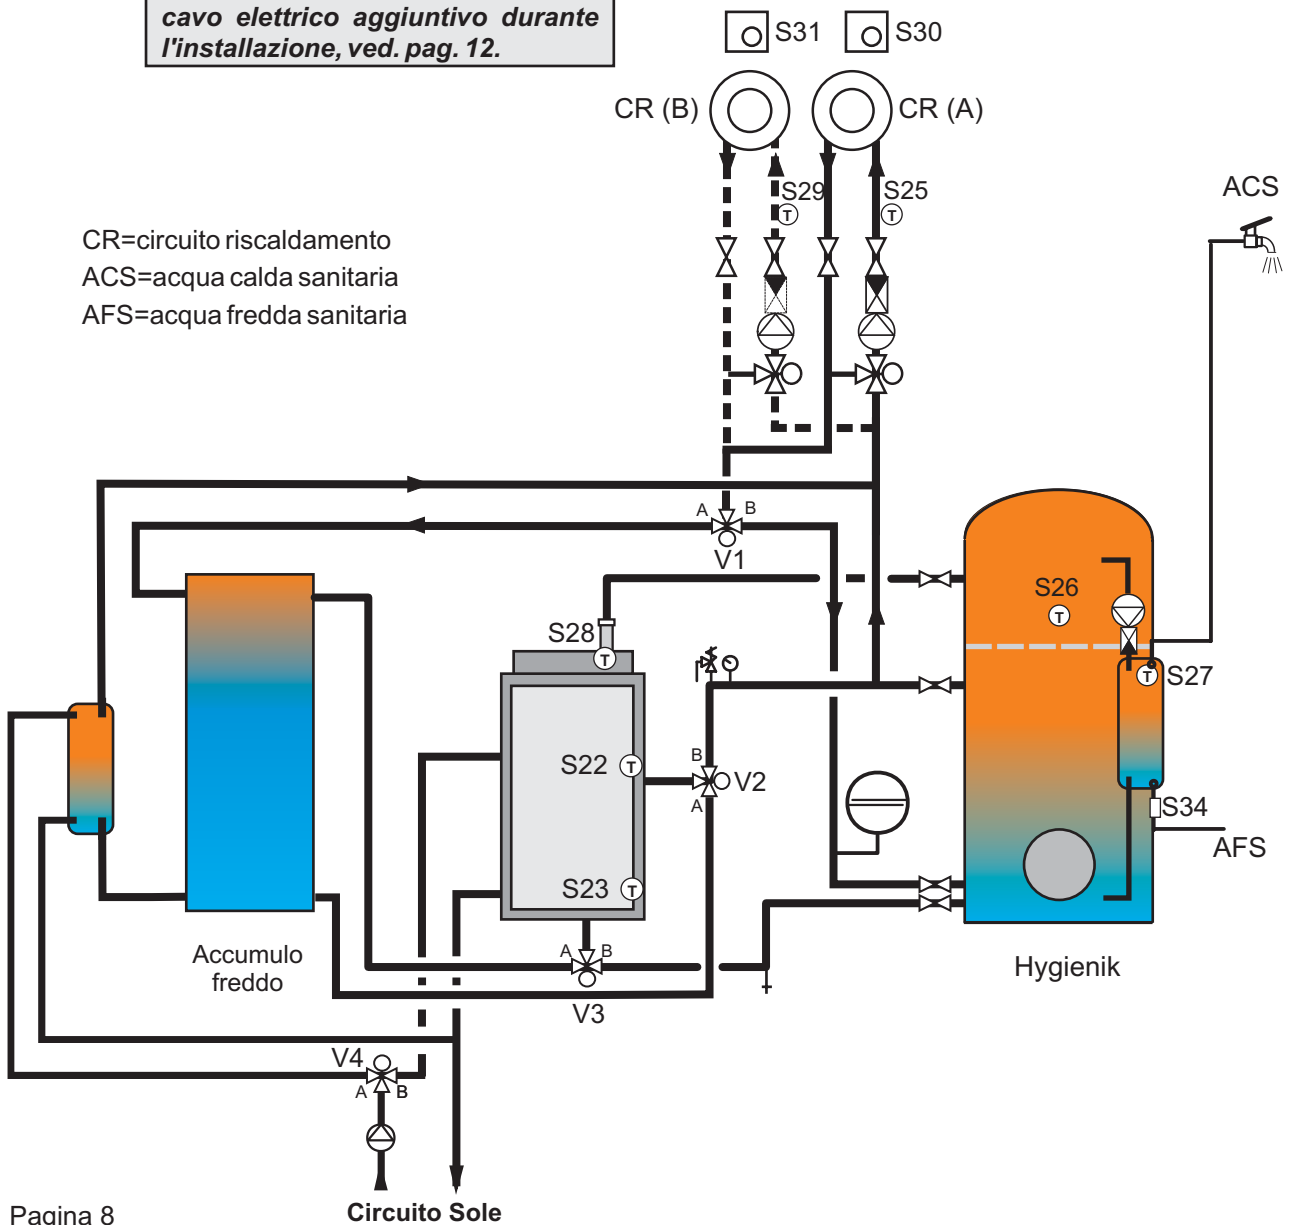 cavo elettrico aggiuntivo durante
l'installazione, ved. pag. 12.
S31
S30
CR (B)
CR (A)
S29
T
S25
T
ACS
CR=circuito riscaldamento
ACS=acqua calda sanitaria
AFS=acqua fredda sanitaria
A
B
V1
S26
T
S28
T
S27
T
S22
T
B
V2
A
S34
AFS
S23
T
Accumulo
freddo
A
B
V3
Hygienik
V4
A
B
Circuito Sole
Pagina 8